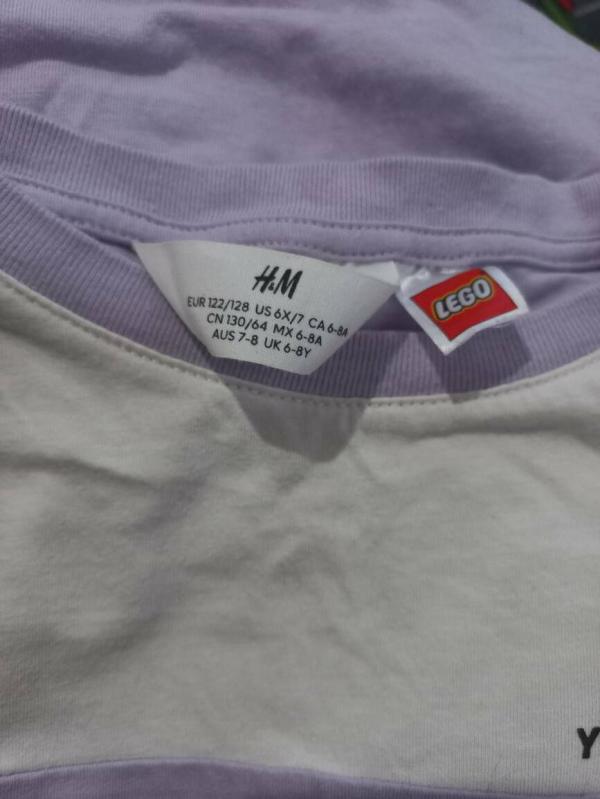 H&M
EUR 122/128 US 6X/7 CA 6-8A
CN 130/64 MX 6-8A
AUS 7-8 UK 6-8Y
LEGO
Y